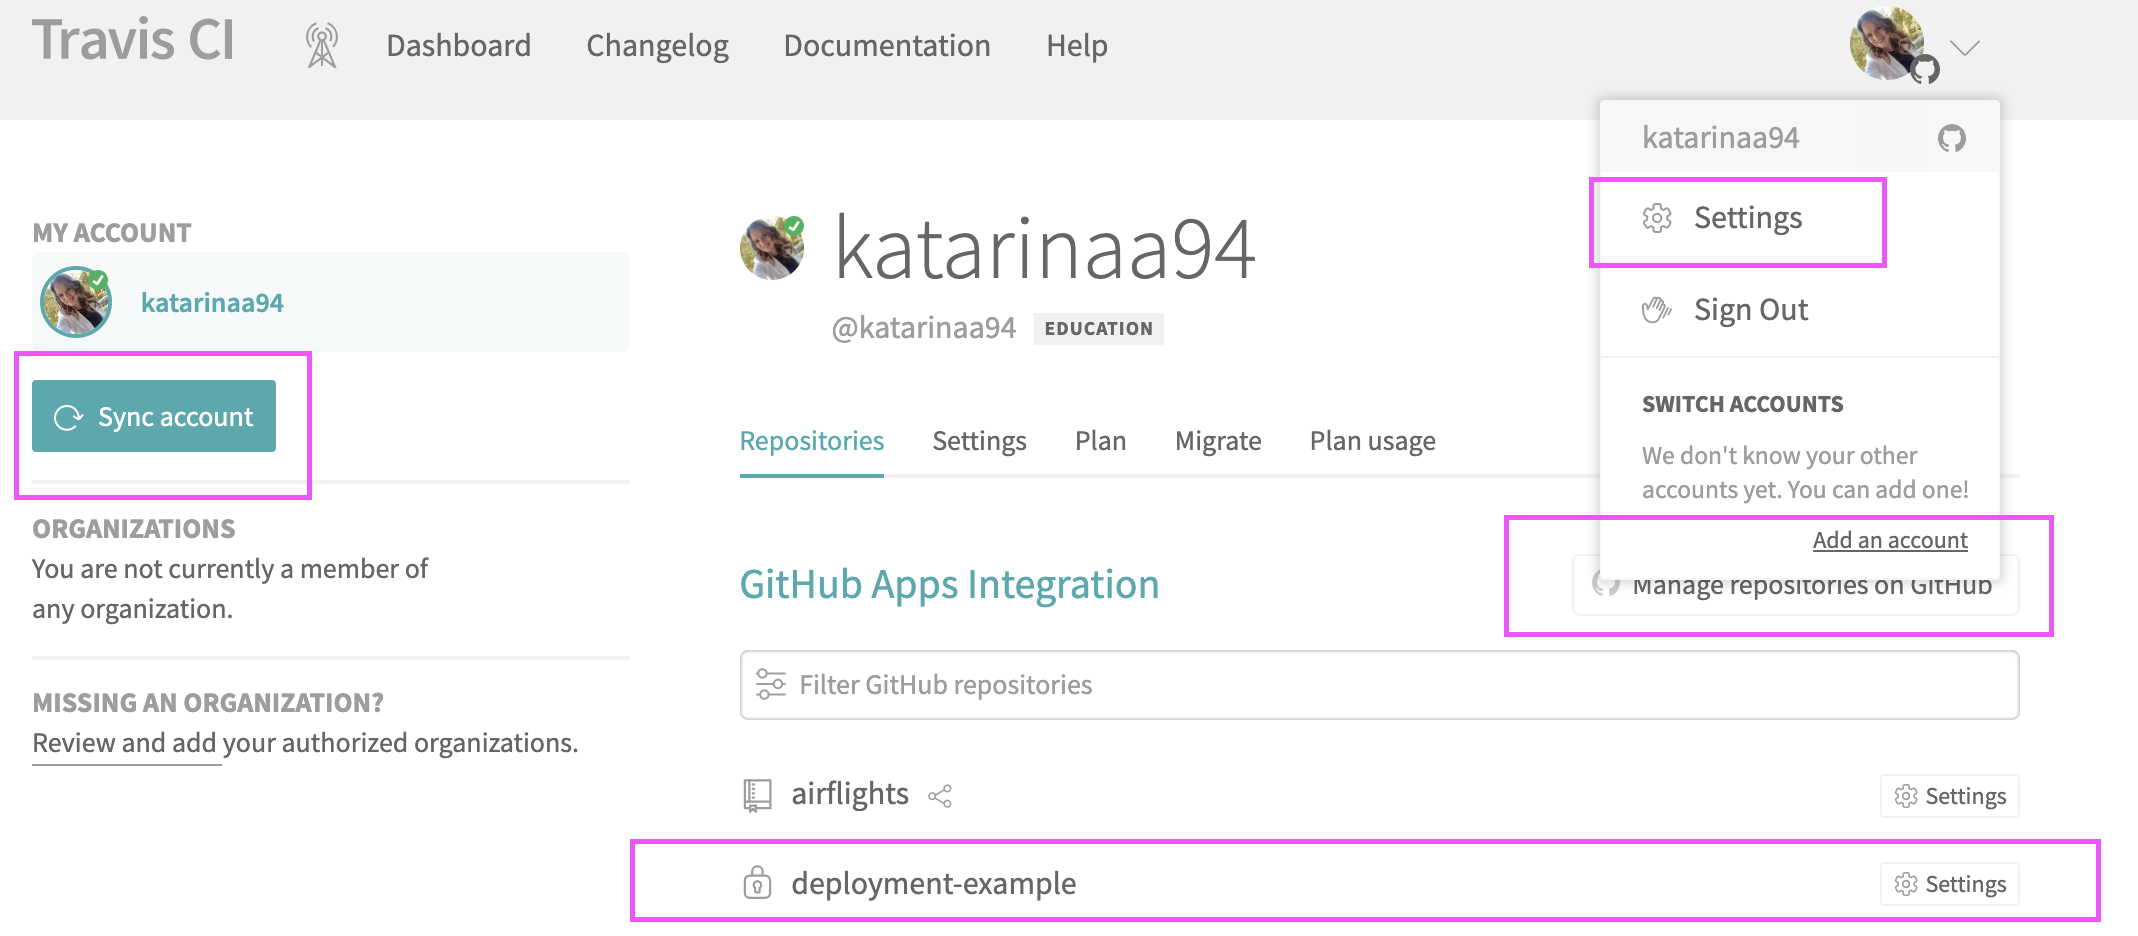 Travis CI
Dashboard
Changelog
Documentation
Help
katarinaa94
Settings
Sign Out
SWITCH ACCOUNTS
We don't know your other
accounts yet. You can add one!
Add an account
MY ACCOUNT
katarinaa94
Sync account
ORGANIZATIONS
You are not currently a member of
any organization.
MISSING AN ORGANIZATION?
Review and add your authorized organizations.
katarinaa94
@katarinaa94
EDUCATION
Repositories
Settings
Plan
Migrate
Plan usage
GitHub Apps Integration
Manage repositories on GitHub
Filter GitHub repositories
airflights
Settings
deployment-example
Settings